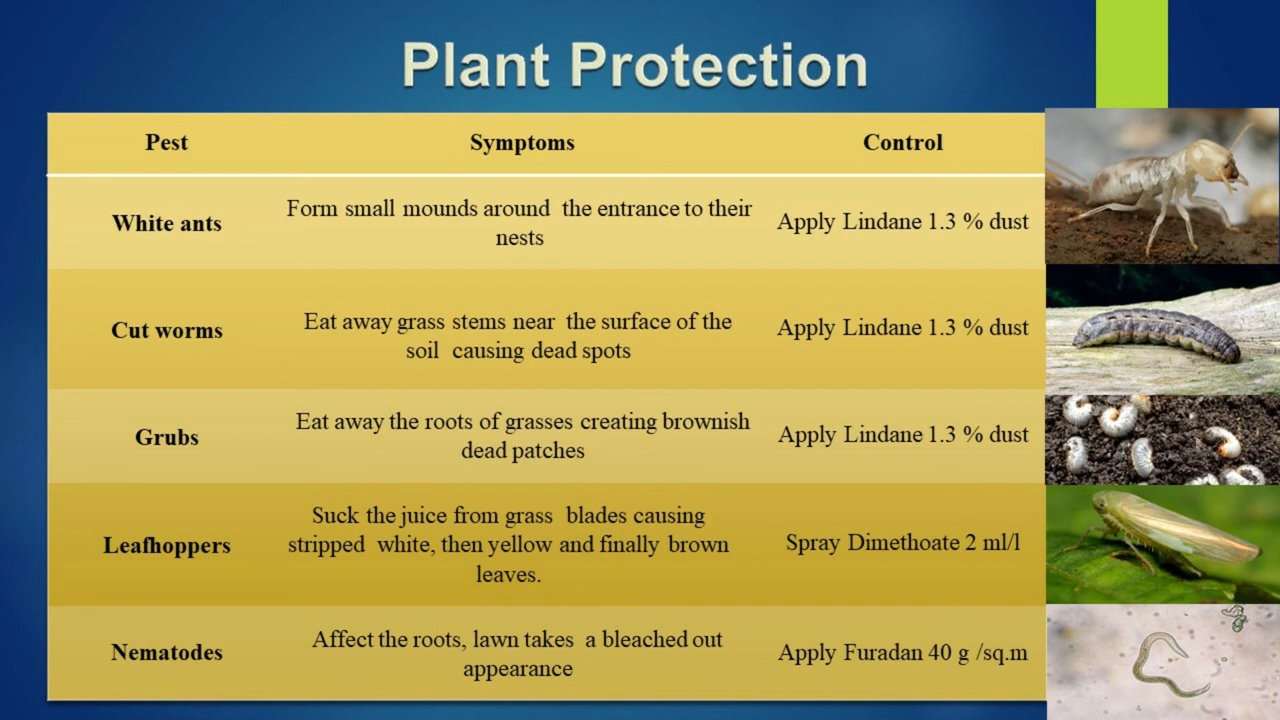 Plant Protection
Pest Symptoms Control
White ants
Form small mounds around the entrance to their
nests
Apply Lindane 1.3 % dust
Cut worms
Eat away grass stems near the surface of the
soil causing dead spots
Apply Lindane 1.3 % dust
Grubs
Eat away the roots of grasses creating brownish
dead patches
Apply Lindane 1.3 % dust
Leafhoppers
Suck the juice from grass blades causing
stripped white, then yellow and finally brown
leaves.
Spray Dimethoate 2 ml/l
Nematodes
Affect the roots, lawn takes a bleached out
appearance
Apply Furadan 40 g /sq.m